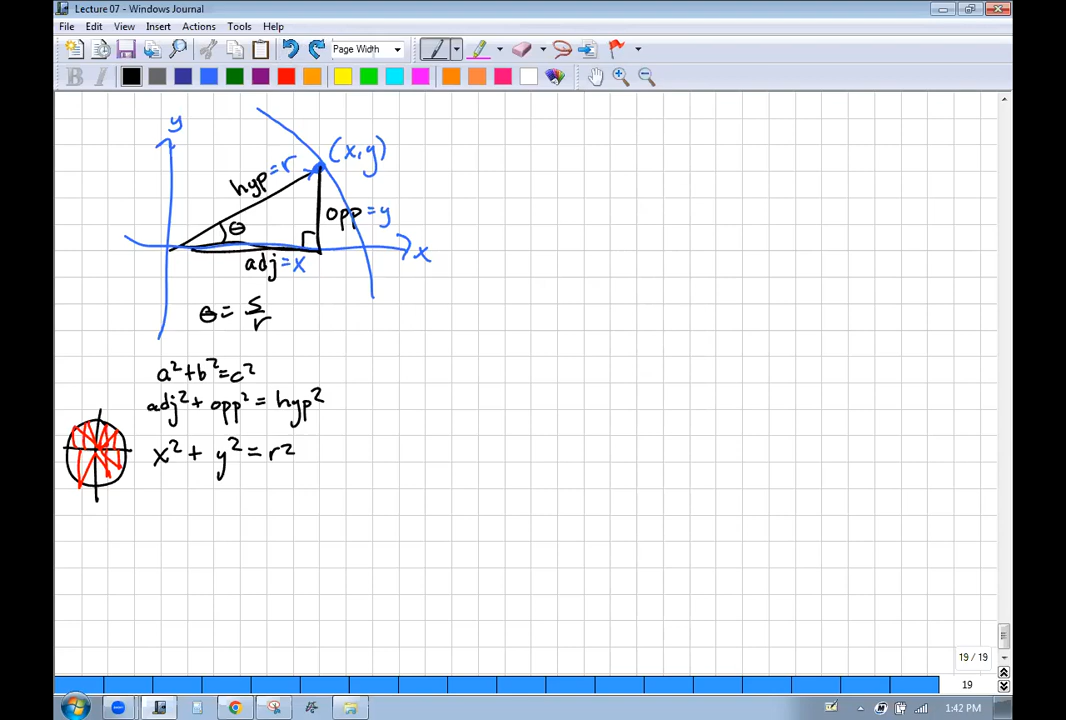 Lecture 07 - Windows Journal
File Edit View Insert Actions Tools Help
Page Width
B I
y
(x,y)
hyp=r
θ
opp=y
x
adj=x
θ= s/r
a²+b²=c²
adj²+opp²=hyp²
x²+y²=r²
19 / 19
19
1:42 PM